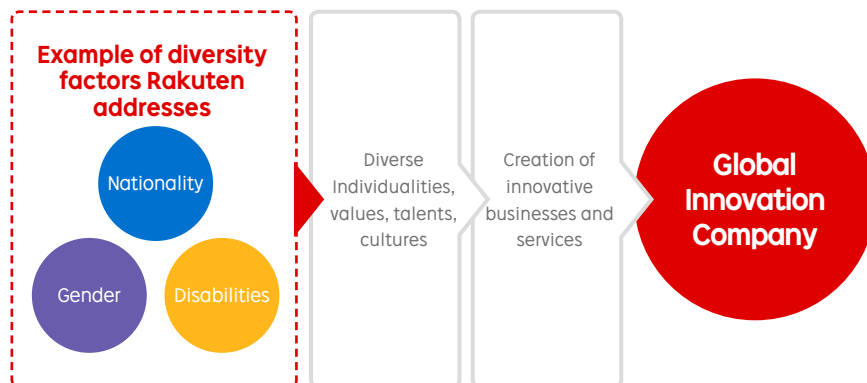 Example of diversity
factors Rakuten
addresses
Nationality
Gender
Disabilities
Diverse
Individualities,
values, talents,
cultures
Creation of
innovative
businesses and
services
Global
Innovation
Company